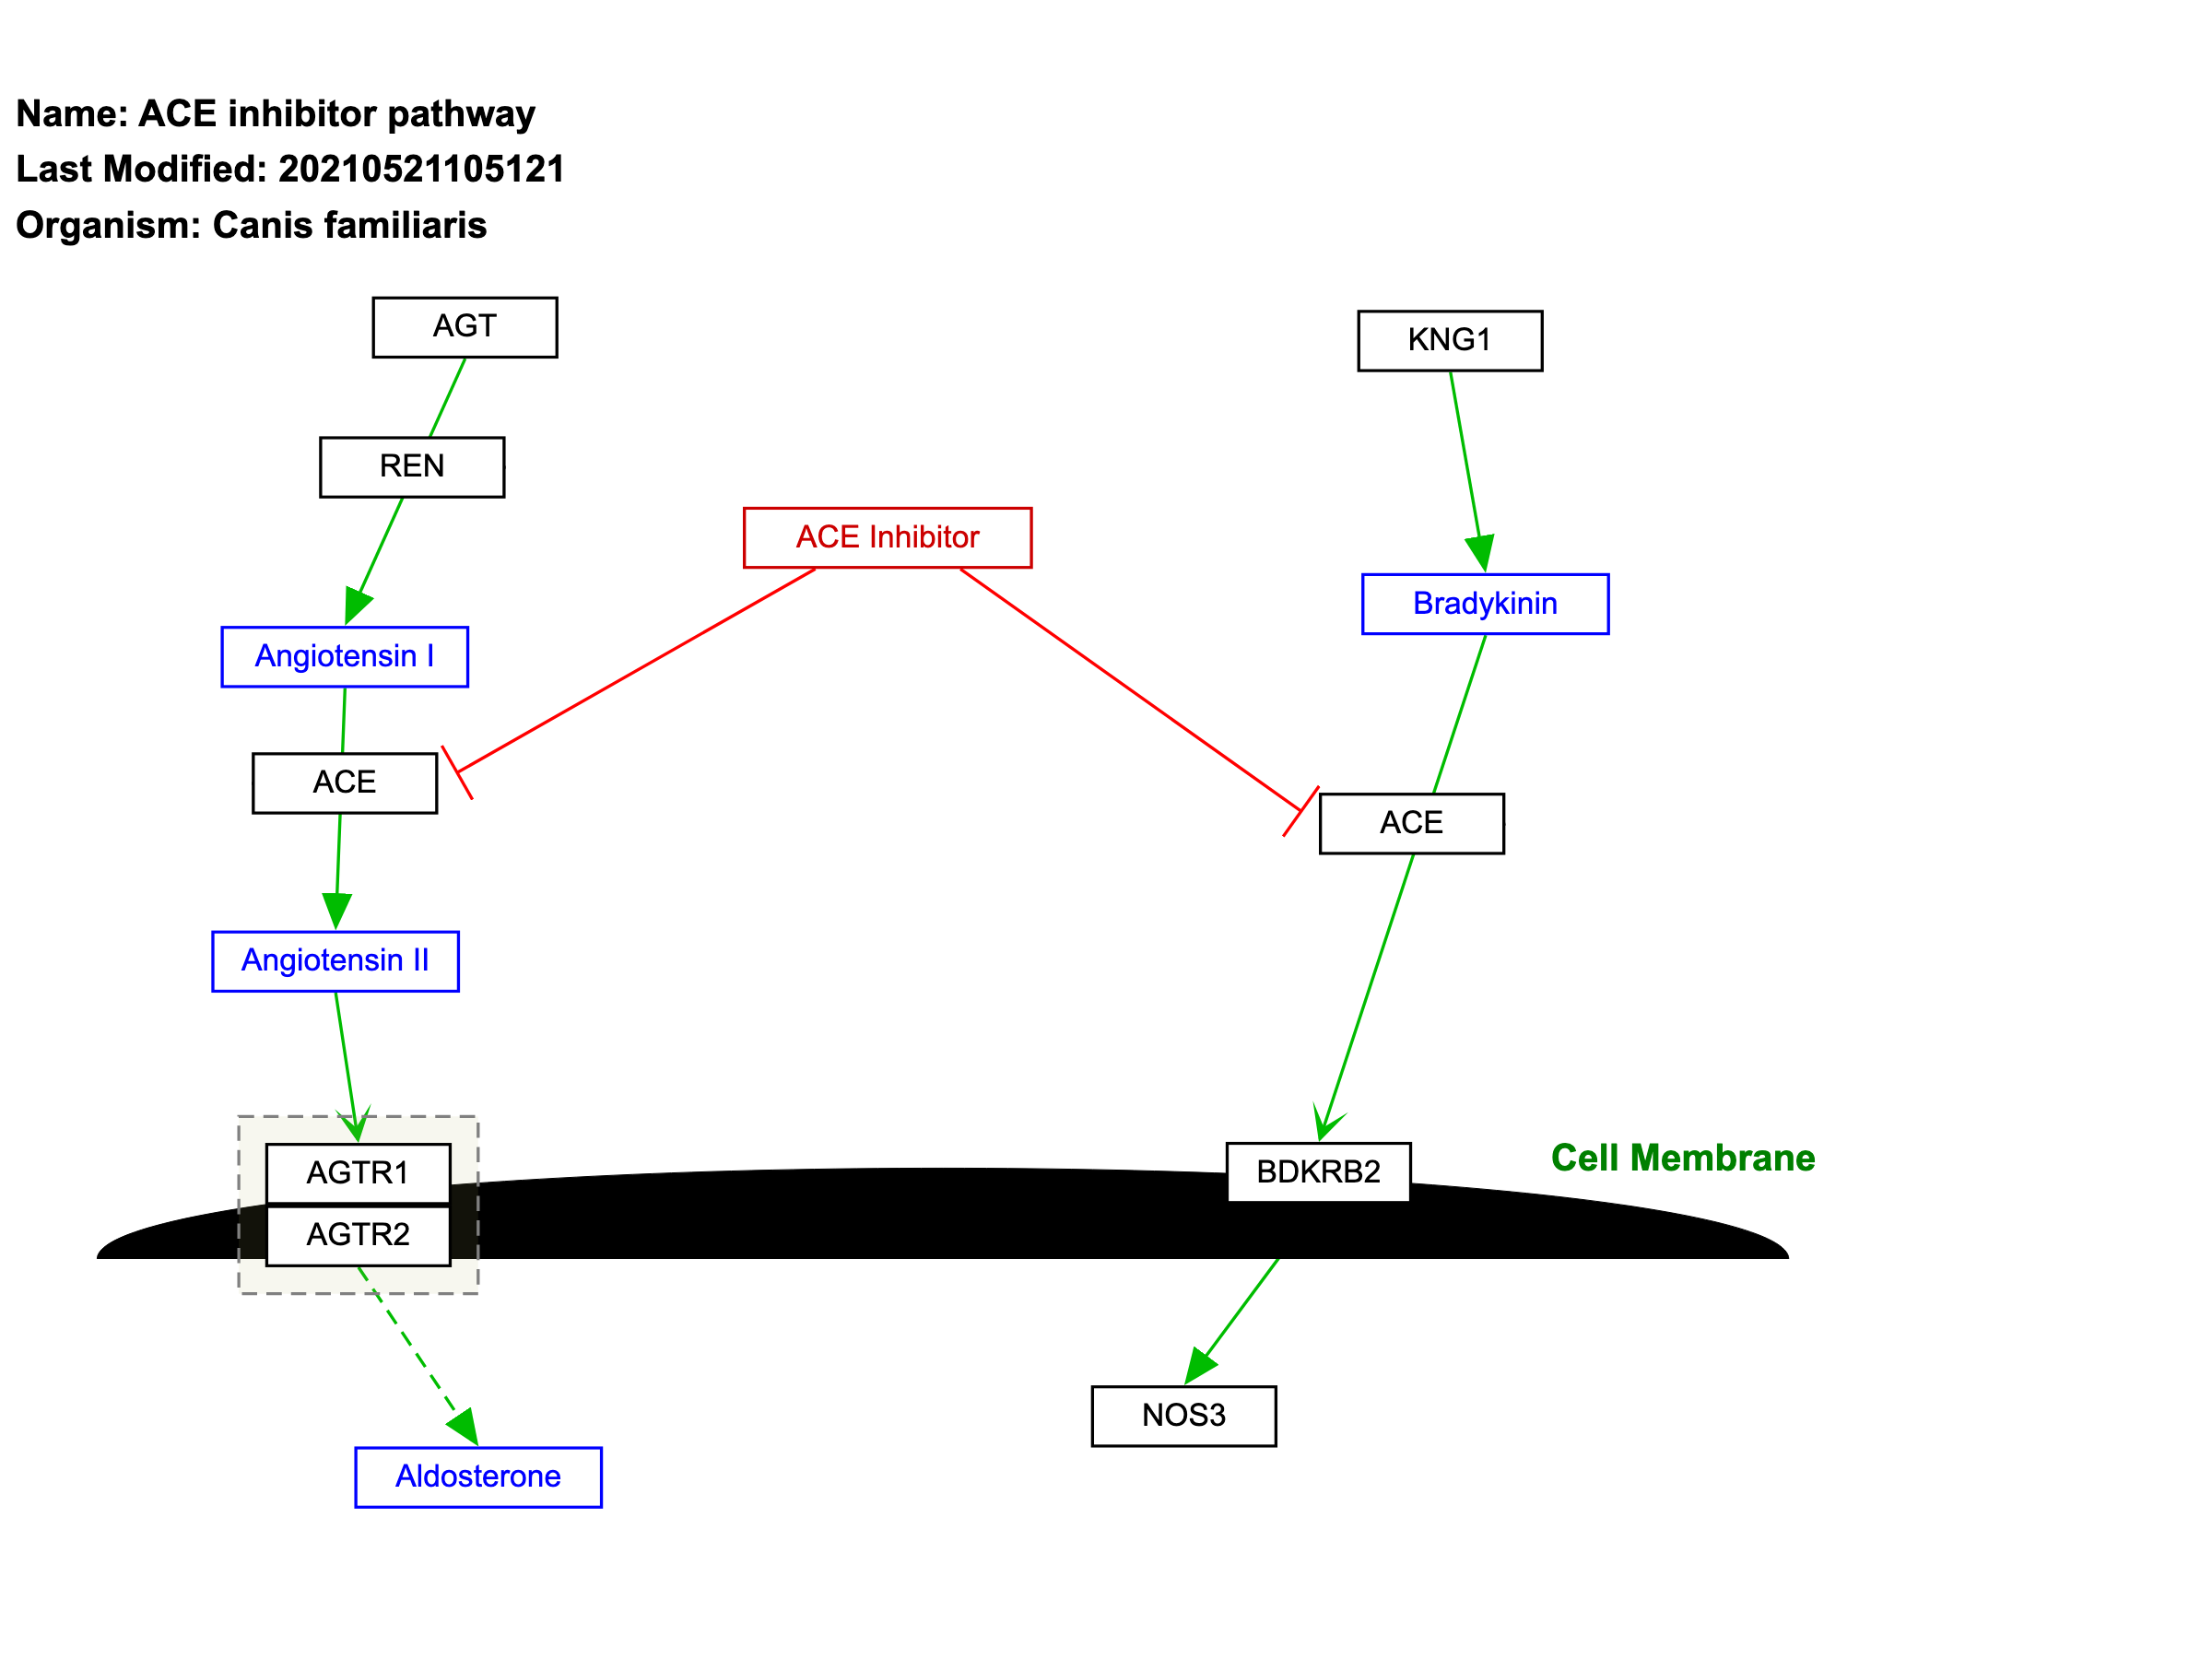 Name: ACE inhibitor pathway
Last Modified: 20210521105121
Organism: Canis familiaris
AGT
KNG1
REN
ACE Inhibitor
Bradykinin
Angiotensin I
ACE
ACE
Angiotensin II
Cell Membrane
AGTR1
BDKRB2
AGTR2
NOS3
Aldosterone